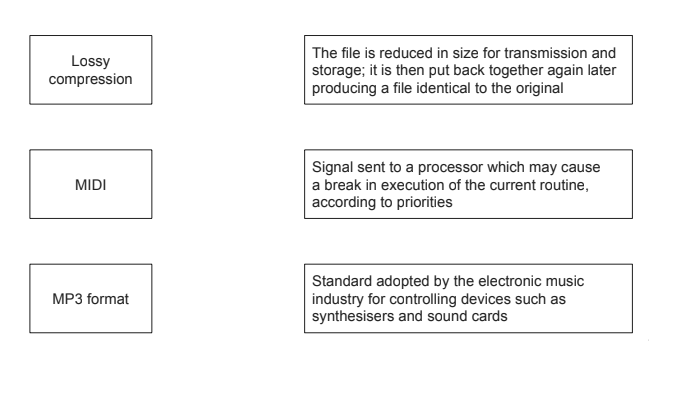 Lossy
compression
The file is reduced in size for transmission and
storage; it is then put back together again later
producing a file identical to the original
MIDI
Signal sent to a processor which may cause
a break in execution of the current routine,
according to priorities
MP3 format
Standard adopted by the electronic music
industry for controlling devices such as
synthesisers and sound cards